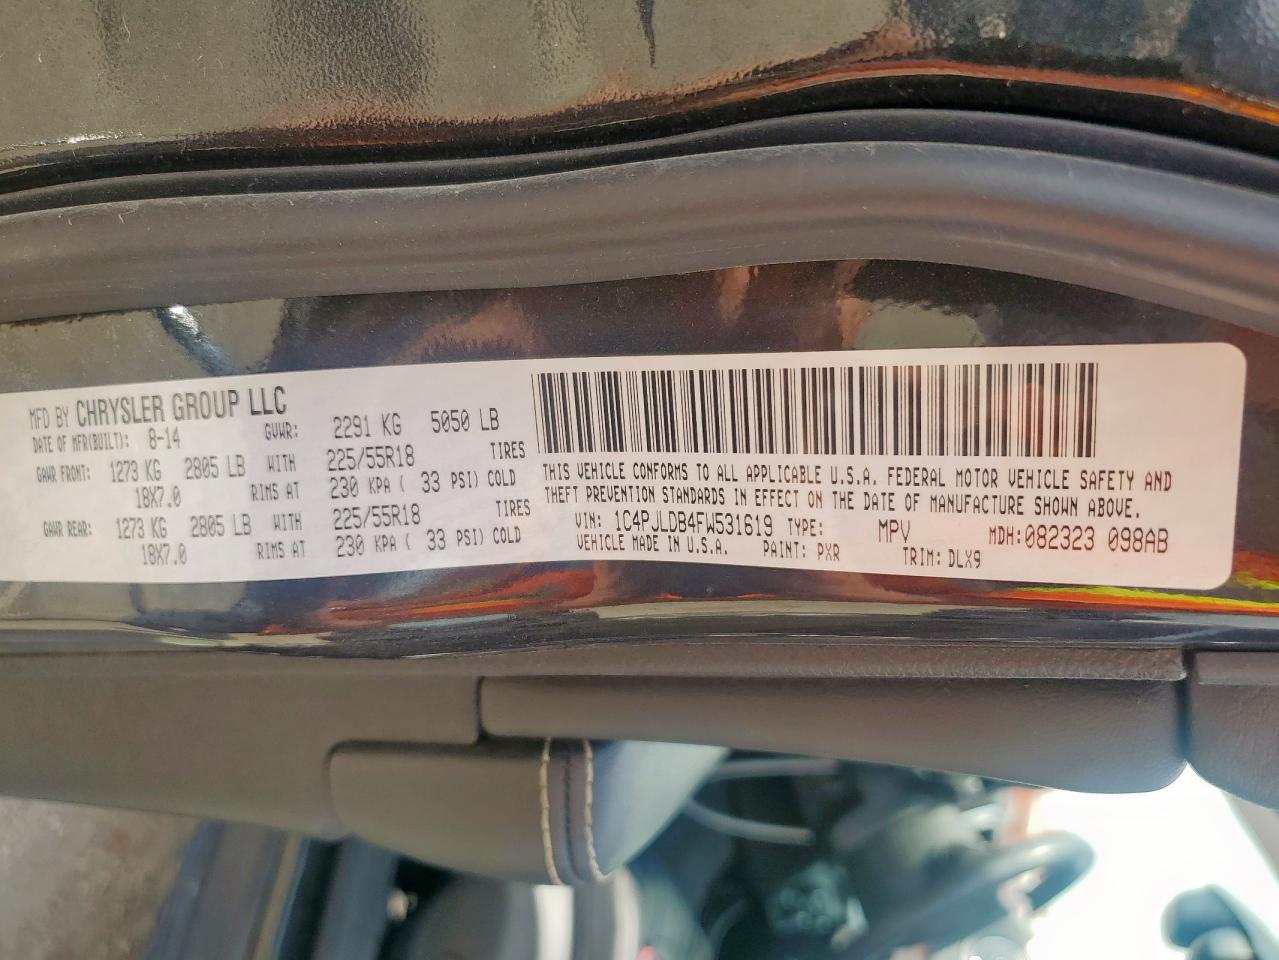 MFD BY CHRYSLER GROUP LLC
DATE OF MFR(BUILT): 8-14 GVWR: 2291 KG 5050 LB
GAWR FRONT: 1273 KG 2805 LB WITH 225/55R18 TIRES
18X7.0 RIMS AT 230 KPA ( 33 PSI) COLD
GAWR REAR: 1273 KG 2805 LB WITH 225/55R18 TIRES
18X7.0 RIMS AT 230 KPA ( 33 PSI) COLD
THIS VEHICLE CONFORMS TO ALL APPLICABLE U.S.A. FEDERAL MOTOR VEHICLE SAFETY AND
THEFT PREVENTION STANDARDS IN EFFECT ON THE DATE OF MANUFACTURE SHOWN ABOVE.
VIN: 1C4PJLDB4FW531619 TYPE: MPV MDH: 082323 098AB
VEHICLE MADE IN U.S.A. PAINT: PXR TRIM: DLX9